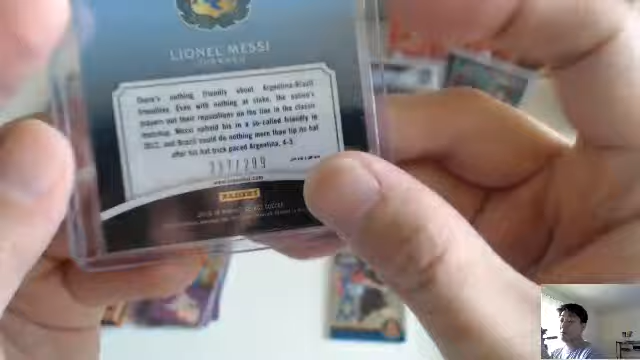 LIONEL MESSI
There's nothing friendly about Argentina-Brazil
friendlies. Even with nothing at stake, the nation's
players put their reputations on the line in the classic
matchup. Messi upheld his in a so-called friendly in
2012, and Brazil could do nothing more than tip its hat
after his hat trick paced Argentina, 4-3.
/299
PANINI